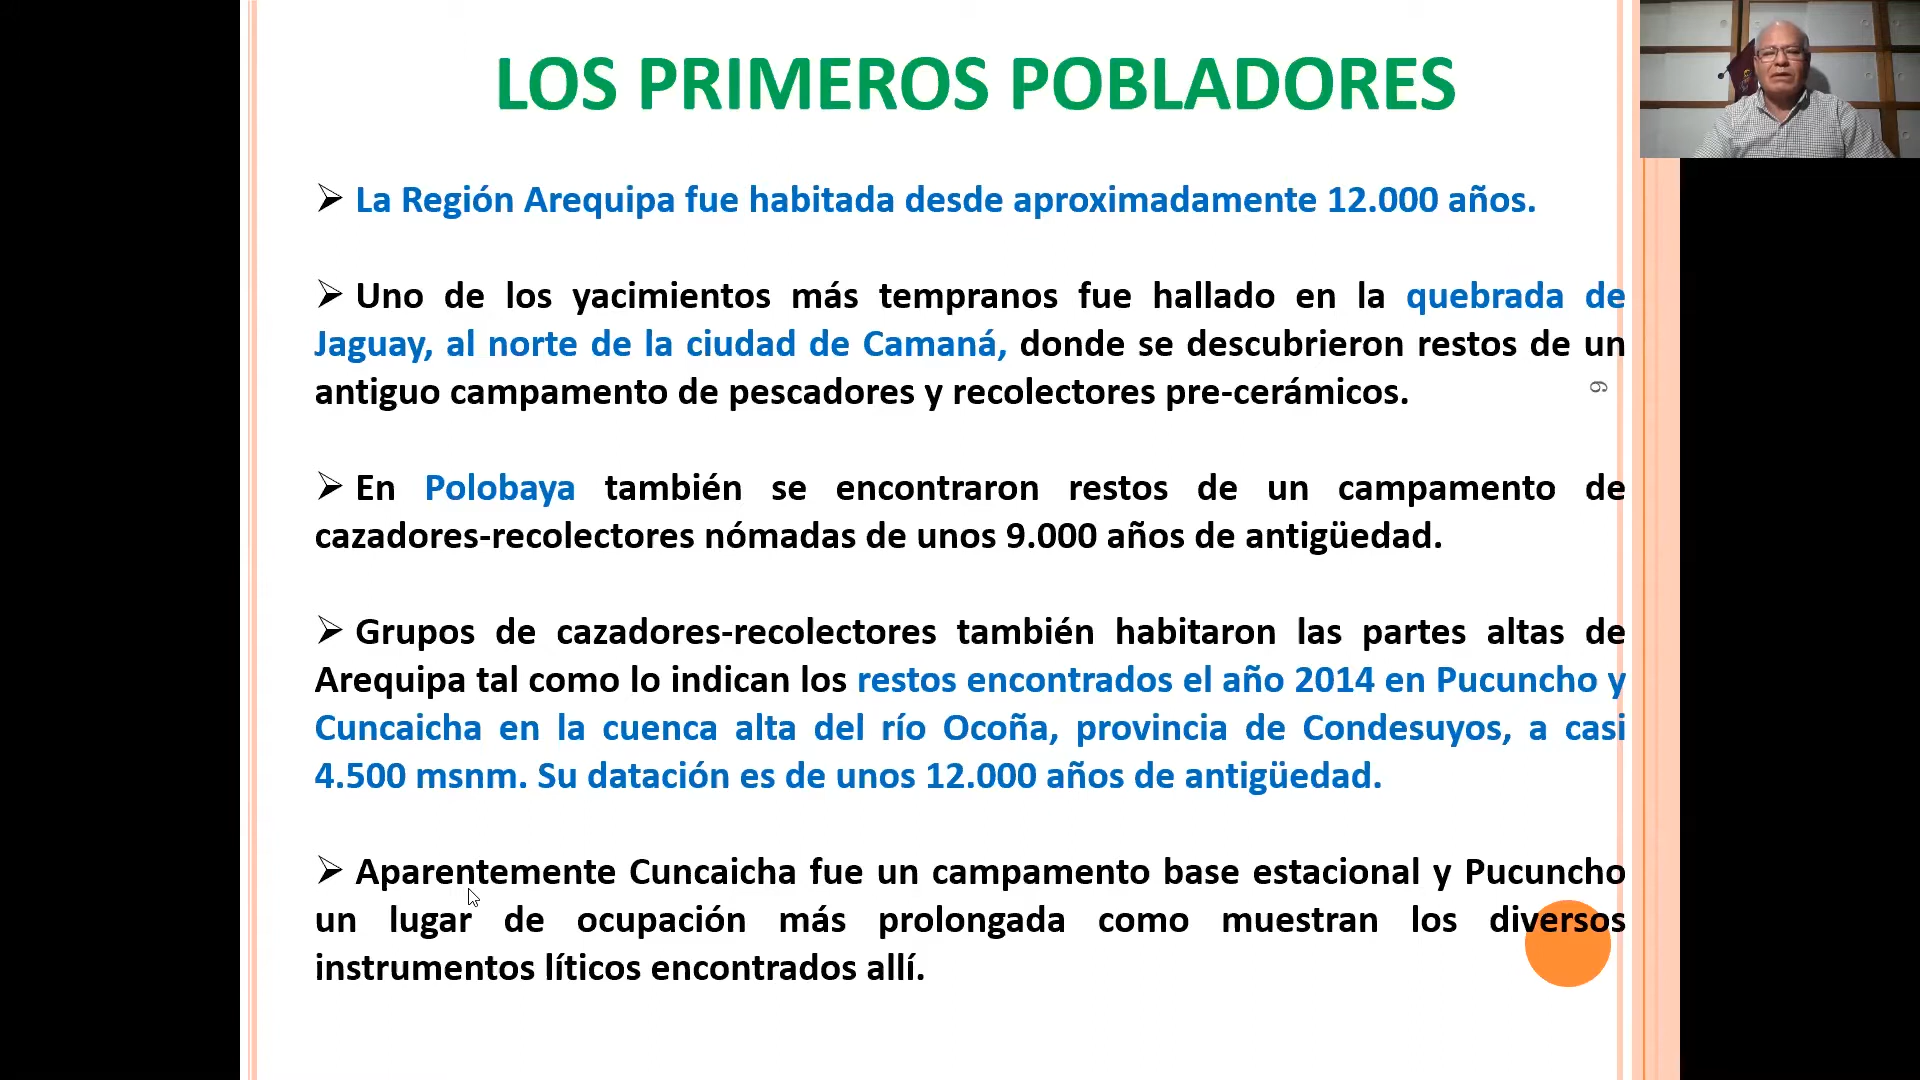 LOS PRIMEROS POBLADORES
➢ La Región Arequipa fue habitada desde aproximadamente 12.000 años.
➢ Uno de los yacimientos más tempranos fue hallado en la quebrada de
Jaguay, al norte de la ciudad de Camaná, donde se descubrieron restos de un
antiguo campamento de pescadores y recolectores pre-cerámicos.
6
➢ En Polobaya también se encontraron restos de un campamento de
cazadores-recolectores nómadas de unos 9.000 años de antigüedad.
➢ Grupos de cazadores-recolectores también habitaron las partes altas de
Arequipa tal como lo indican los restos encontrados el año 2014 en Pucuncho y
Cuncaicha en la cuenca alta del río Ocoña, provincia de Condesuyos, a casi
4.500 msnm. Su datación es de unos 12.000 años de antigüedad.
➢ Aparentemente Cuncaicha fue un campamento base estacional y Pucuncho
un lugar de ocupación más prolongada como muestran los diversos
instrumentos líticos encontrados allí.